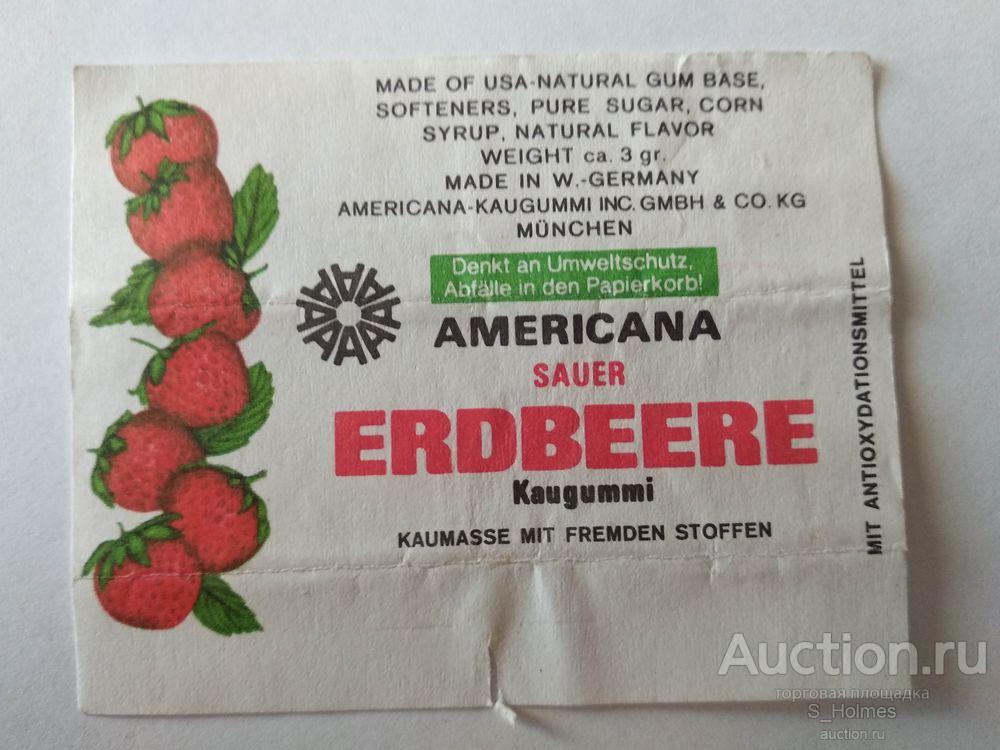 MADE OF USA-NATURAL GUM BASE,
SOFTENERS, PURE SUGAR, CORN
SYRUP, NATURAL FLAVOR
WEIGHT ca. 3 gr.
MADE IN W.-GERMANY
AMERICANA-KAUGUMMI INC. GMBH & CO. KG
MÜNCHEN
Denkt an Umweltschutz,
Abfälle in den Papierkorb!
AMERICANA
SAUER
ERDBEERE
Kaugummi
KAUMASSE MIT FREMDEN STOFFEN
MIT ANTIOXYDATIONSMITTEL
Auction.ru
торговая площадка
S_Holmes
auction.ru